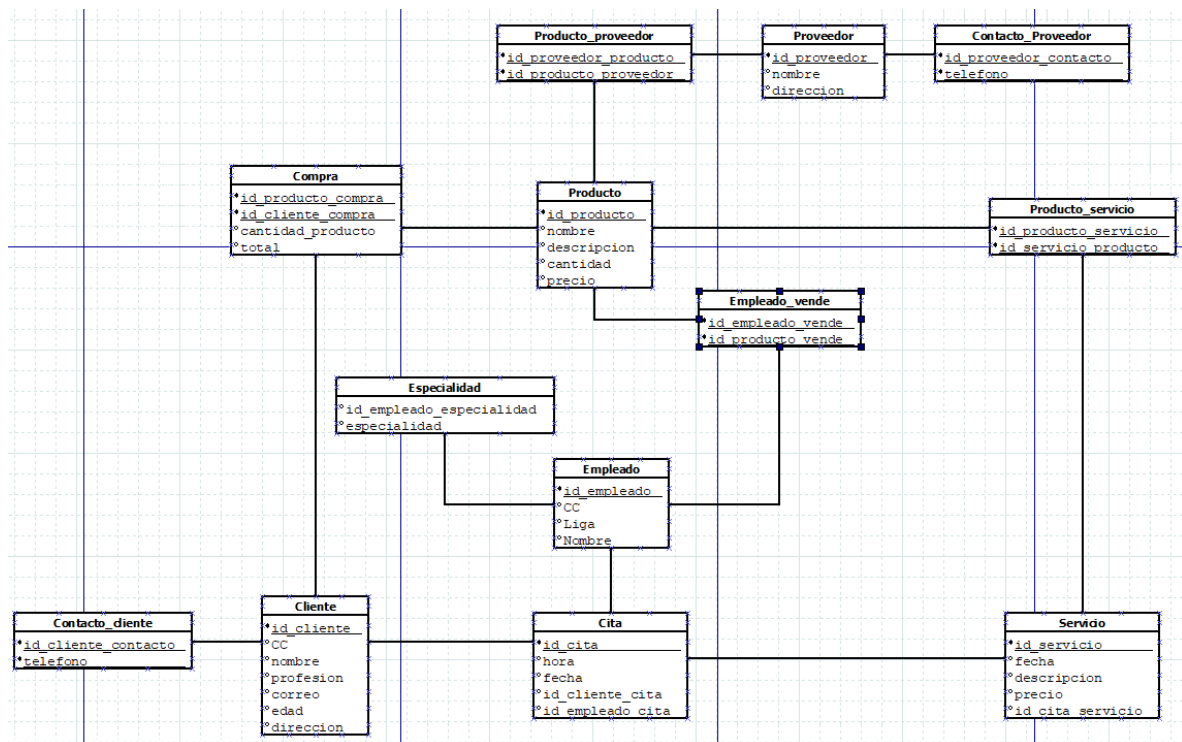 Producto_proveedor
id_proveedor_producto
id_producto_proveedor
Proveedor
id_proveedor
nombre
direccion
Contacto_Proveedor
id_proveedor_contacto
telefono
Compra
id_producto_compra
id_cliente_compra
cantidad_producto
total
Producto
id_producto
nombre
descripcion
cantidad
precio
Producto_servicio
id_producto_servicio
id_servicio_producto
Empleado_vende
id_empleado_vende
id_producto_vende
Especialidad
id_empleado_especialidad
especialidad
Empleado
id_empleado
CC
Liga
Nombre
Contacto_cliente
id_cliente_contacto
telefono
Cliente
id_cliente
CC
nombre
profesion
correo
edad
direccion
Cita
id_cita
hora
fecha
id_cliente_cita
id_empleado_cita
Servicio
id_servicio
fecha
descripcion
precio
id_cita_servicio